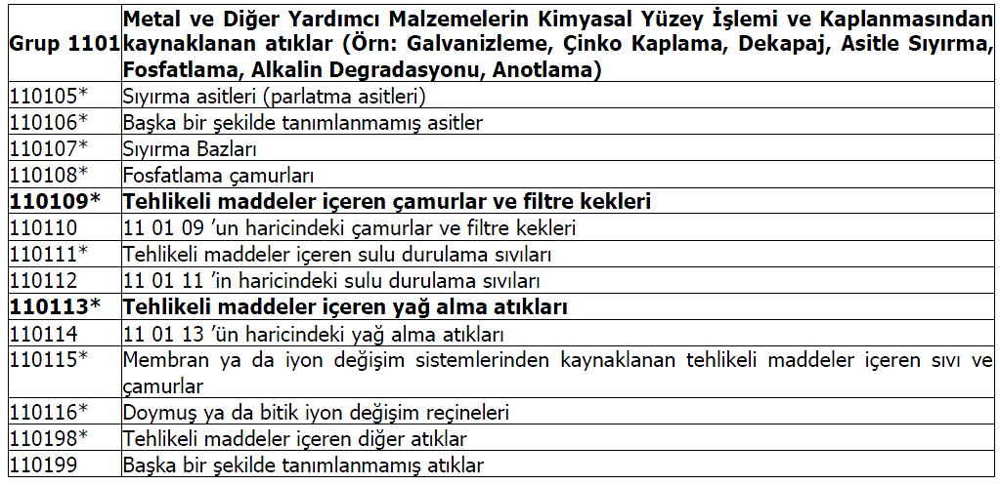 Grup 1101 Metal ve Diğer Yardımcı Malzemelerin Kimyasal Yüzey İşlemi ve Kaplanmasından
kaynaklanan atıklar (Örn: Galvanizleme, Çinko Kaplama, Dekapaj, Asitle Sıyırma,
Fosfatlama, Alkalin Degradasyonu, Anotlama)
110105* Sıyırma asitleri (parlatma asitleri)
110106* Başka bir şekilde tanımlanmamış asitler
110107* Sıyırma Bazları
110108* Fosfatlama çamurları
110109* Tehlikeli maddeler içeren çamurlar ve filtre kekleri
110110 11 01 09 ’un haricindeki çamurlar ve filtre kekleri
110111* Tehlikeli maddeler içeren sulu durulama sıvıları
110112 11 01 11 ’in haricindeki sulu durulama sıvıları
110113* Tehlikeli maddeler içeren yağ alma atıkları
110114 11 01 13 ’ün haricindeki yağ alma atıkları
110115* Membran ya da iyon değişim sistemlerinden kaynaklanan tehlikeli maddeler içeren sıvı ve
çamurlar
110116* Doymuş ya da bitik iyon değişim reçineleri
110198* Tehlikeli maddeler içeren diğer atıklar
110199 Başka bir şekilde tanımlanmamış atıklar